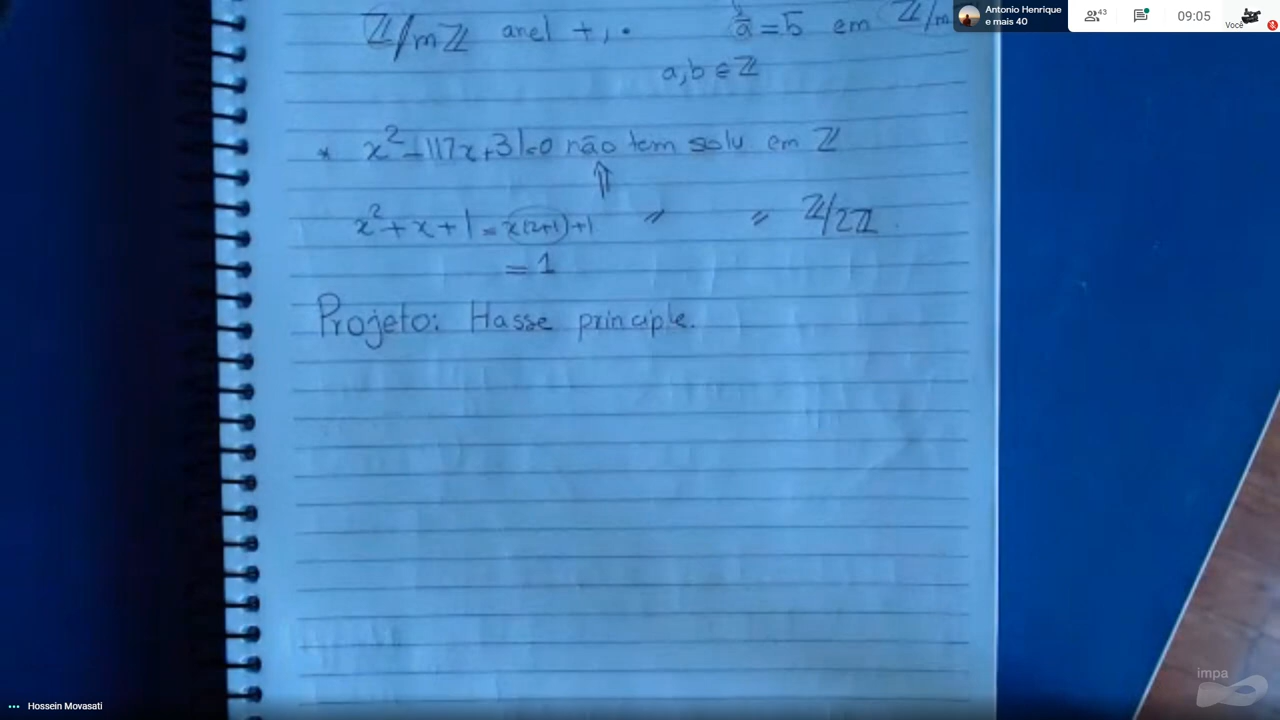 Antonio Henrique
e mais 40
43
09:05
Você
ℤ/mℤ anel +, · a̅ = b̅ em ℤ/m
a,b ∈ ℤ
* x² - 117x + 31 = 0 não tem solu em ℤ
⇑
x² + x + 1 = x(x+1)+1 〃 〃 ℤ/2ℤ.
= 1
Projeto: Hasse principle.
impa
Hossein Movasati